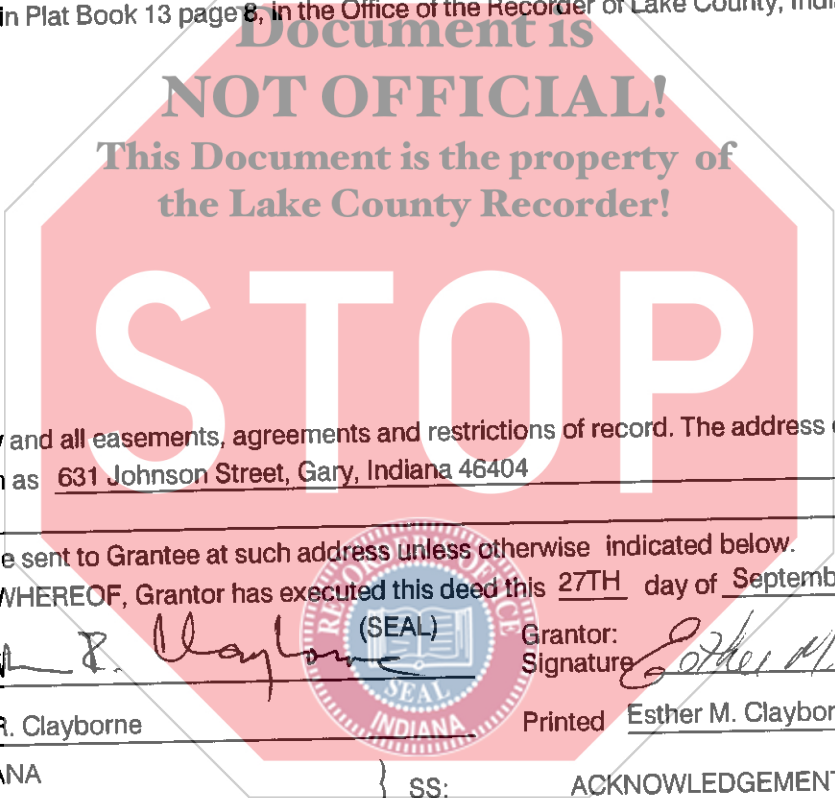 in Plat Book 13 page 8, in the Office of the Recorder of Lake County,
Document is
NOT OFFICIAL!
This Document is the property of
the Lake County Recorder!
STOP
and all easements, agreements and restrictions of record. The address
as 631 Johnson Street, Gary, Indiana 46404
e sent to Grantee at such address unless otherwise indicated below.
WHEREOF, Grantor has executed this deed this 27TH day of Septemb
(SEAL) Grantor:
R. Clayborne Signature Esther M
RECORDER'S OFFICE
SEAL
INDIANA
R. Clayborne Printed Esther M. Claybor
ANA SS: ACKNOWLEDGEMENT